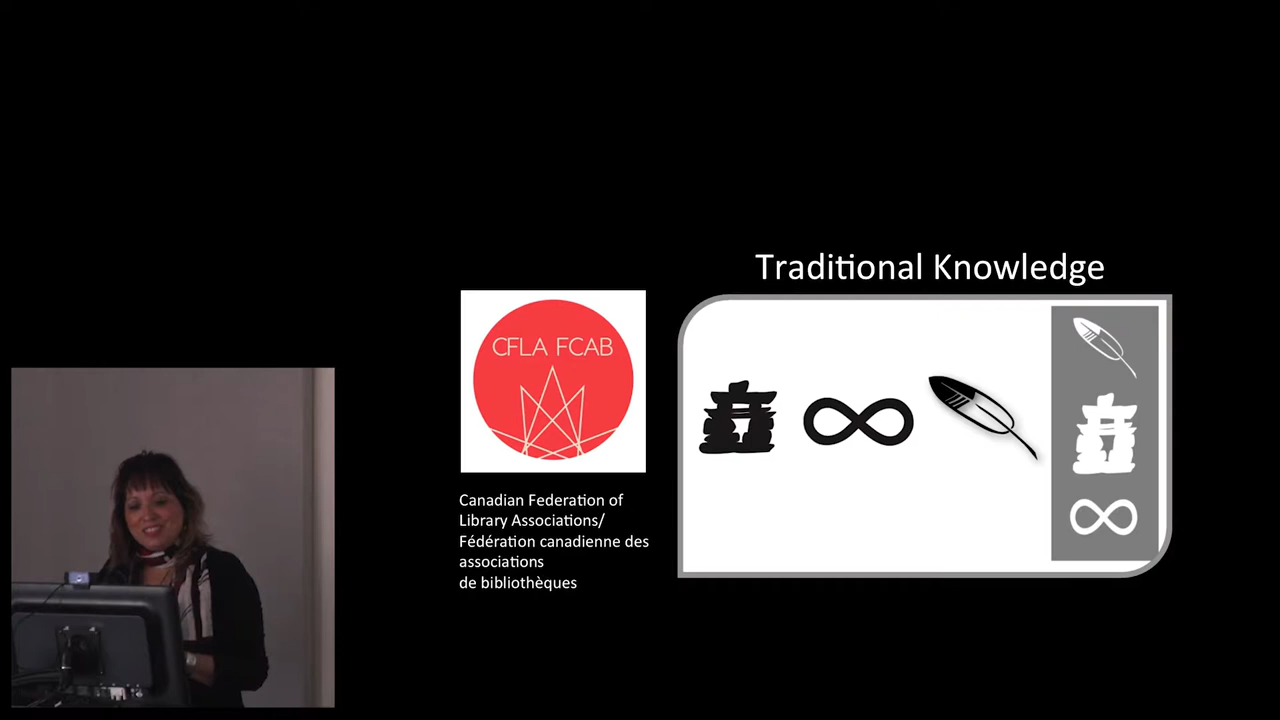 Traditional Knowledge
CFLA FCAB
Canadian Federation of
Library Associations/
Fédération canadienne des
associations
de bibliothèques